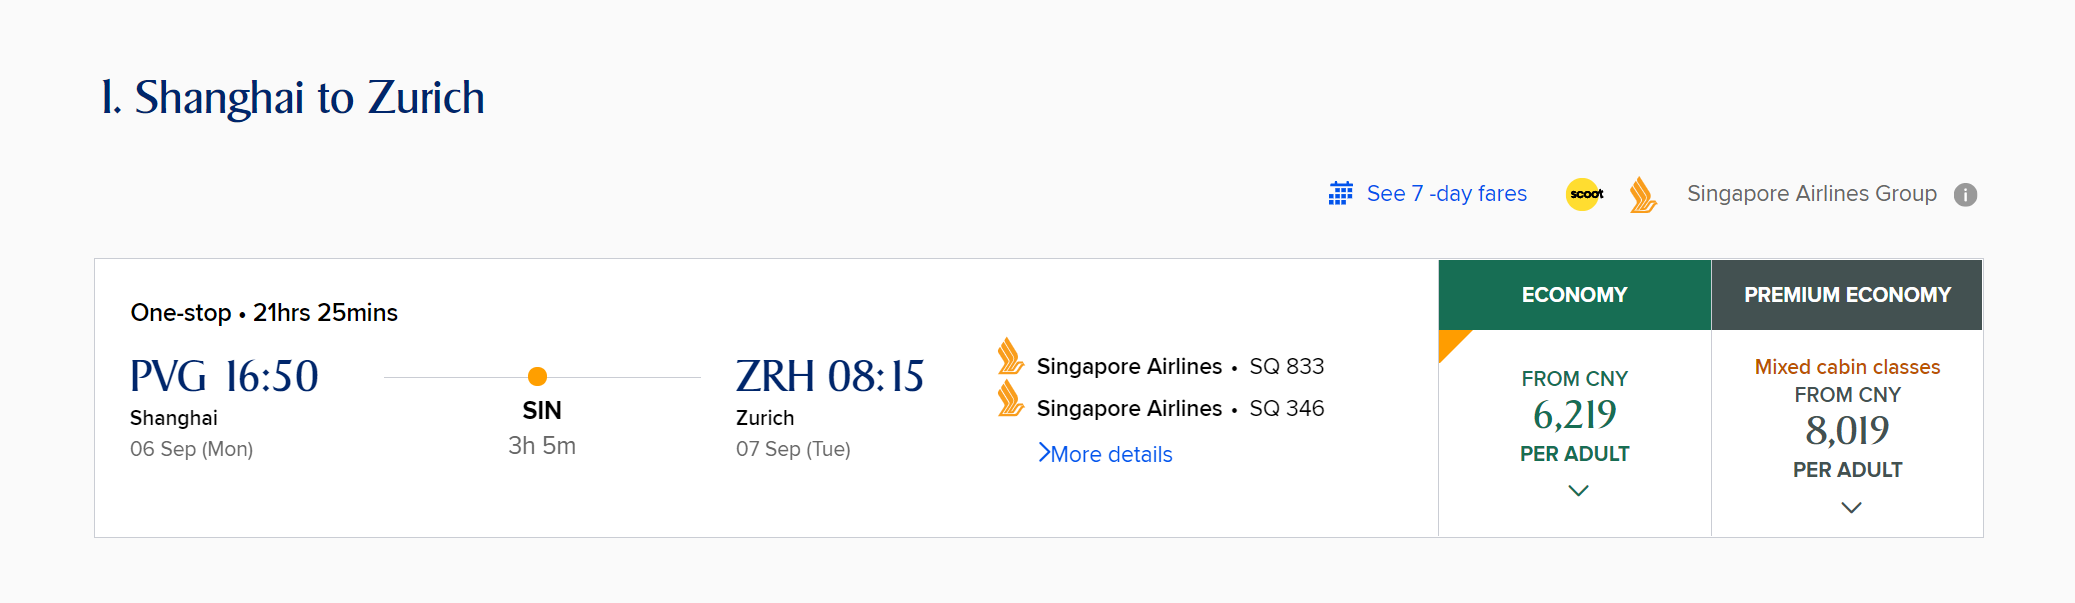 1. Shanghai to Zurich
See 7 -day fares
scoot
Singapore Airlines Group
i
One-stop • 21hrs 25mins
PVG 16:50
Shanghai
06 Sep (Mon)
SIN
3h 5m
ZRH 08:15
Zurich
07 Sep (Tue)
Singapore Airlines • SQ 833
Singapore Airlines • SQ 346
More details
ECONOMY
FROM CNY
6,219
PER ADULT
PREMIUM ECONOMY
Mixed cabin classes
FROM CNY
8,019
PER ADULT